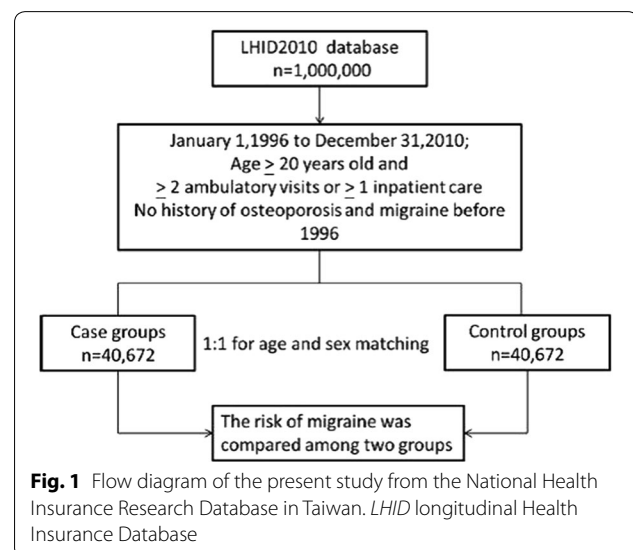 LHID2010 database
n=1,000,000
January 1,1996 to December 31,2010;
Age ≥ 20 years old and
≥ 2 ambulatory visits or ≥ 1 inpatient care
No history of osteoporosis and migraine before
1996
Case groups
n=40,672
1:1 for age and sex matching
Control groups
n=40,672
The risk of migraine was
compared among two groups
Fig. 1 Flow diagram of the present study from the National Health
Insurance Research Database in Taiwan. LHID longitudinal Health
Insurance Database